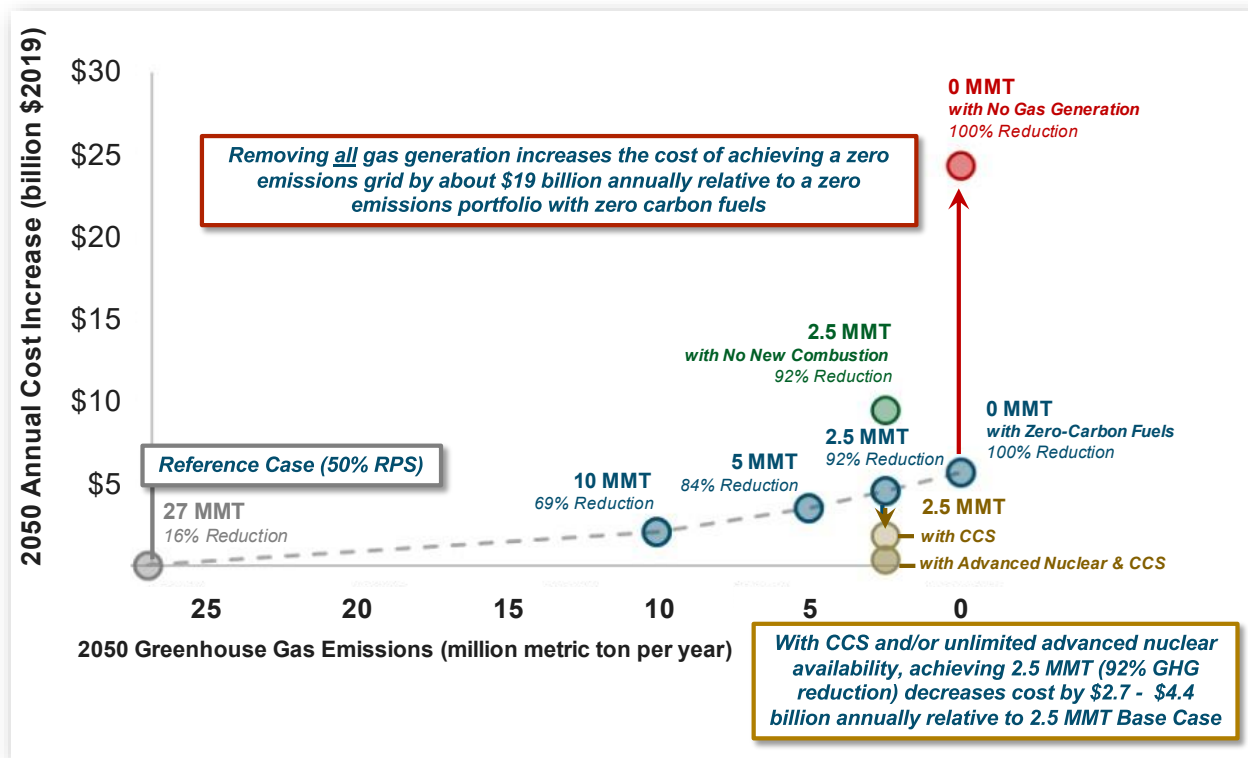 2050 Annual Cost Increase (billion $2019)
$30
$25
$20
$15
$10
$5
0 MMT
with No Gas Generation
100% Reduction
Removing all gas generation increases the cost of achieving a zero
emissions grid by about $19 billion annually relative to a zero
emissions portfolio with zero carbon fuels
2.5 MMT
with No New Combustion
92% Reduction
0 MMT
with Zero-Carbon Fuels
100% Reduction
2.5 MMT
92% Reduction
5 MMT
84% Reduction
10 MMT
69% Reduction
Reference Case (50% RPS)
27 MMT
16% Reduction
2.5 MMT
with CCS
with Advanced Nuclear & CCS
25 20 15 10 5 0
2050 Greenhouse Gas Emissions (million metric ton per year)
With CCS and/or unlimited advanced nuclear
availability, achieving 2.5 MMT (92% GHG
reduction) decreases cost by $2.7 - $4.4
billion annually relative to 2.5 MMT Base Case